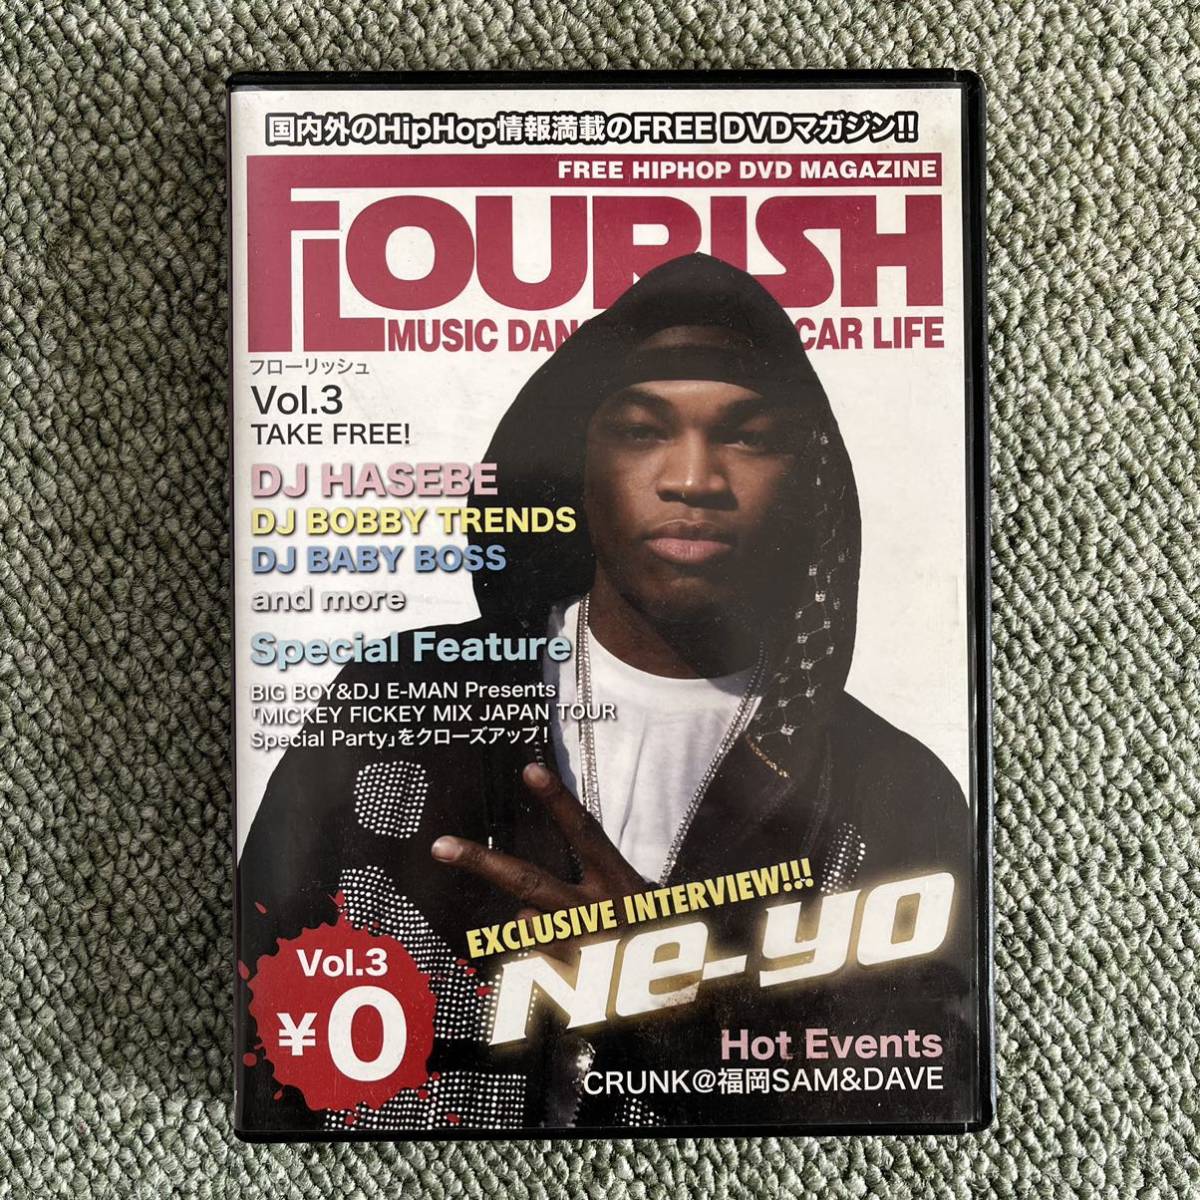 国内外のHipHop情報満載のFREE DVDマガジン!!
FREE HIPHOP DVD MAGAZINE
FLOURISH
MUSIC DAN CAR LIFE
フローリッシュ
Vol.3
TAKE FREE!
DJ HASEBE
DJ BOBBY TRENDS
DJ BABY BOSS
and more
Special Feature
BIG BOY&DJ E-MAN Presents
「MICKEY FICKEY MIX JAPAN TOUR
Special Party」をクローズアップ!
EXCLUSIVE INTERVIEW!!!
Ne-yo
Vol.3
¥0
Hot Events
CRUNK@福岡SAM&DAVE